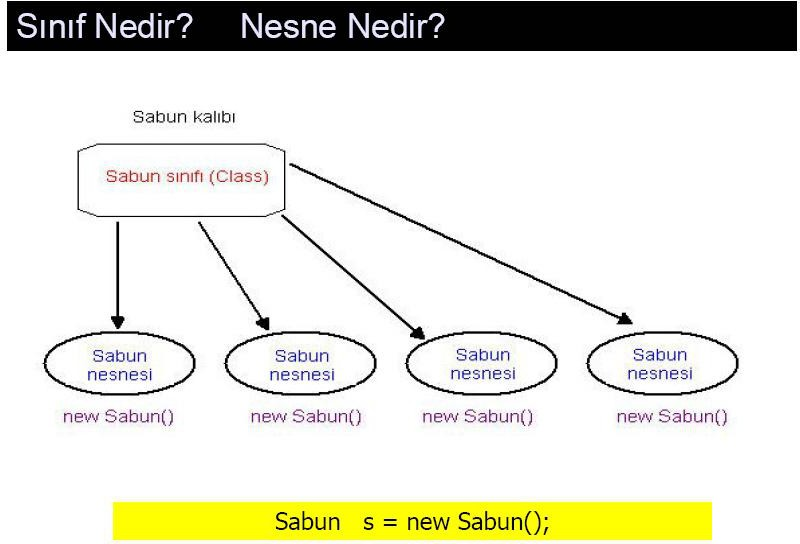 Sınıf Nedir? Nesne Nedir?
Sabun kalıbı
Sabun sınıfı (Class)
Sabun
nesnesi
Sabun
nesnesi
Sabun
nesnesi
Sabun
nesnesi
new Sabun()
new Sabun()
new Sabun()
new Sabun()
Sabun s = new Sabun();